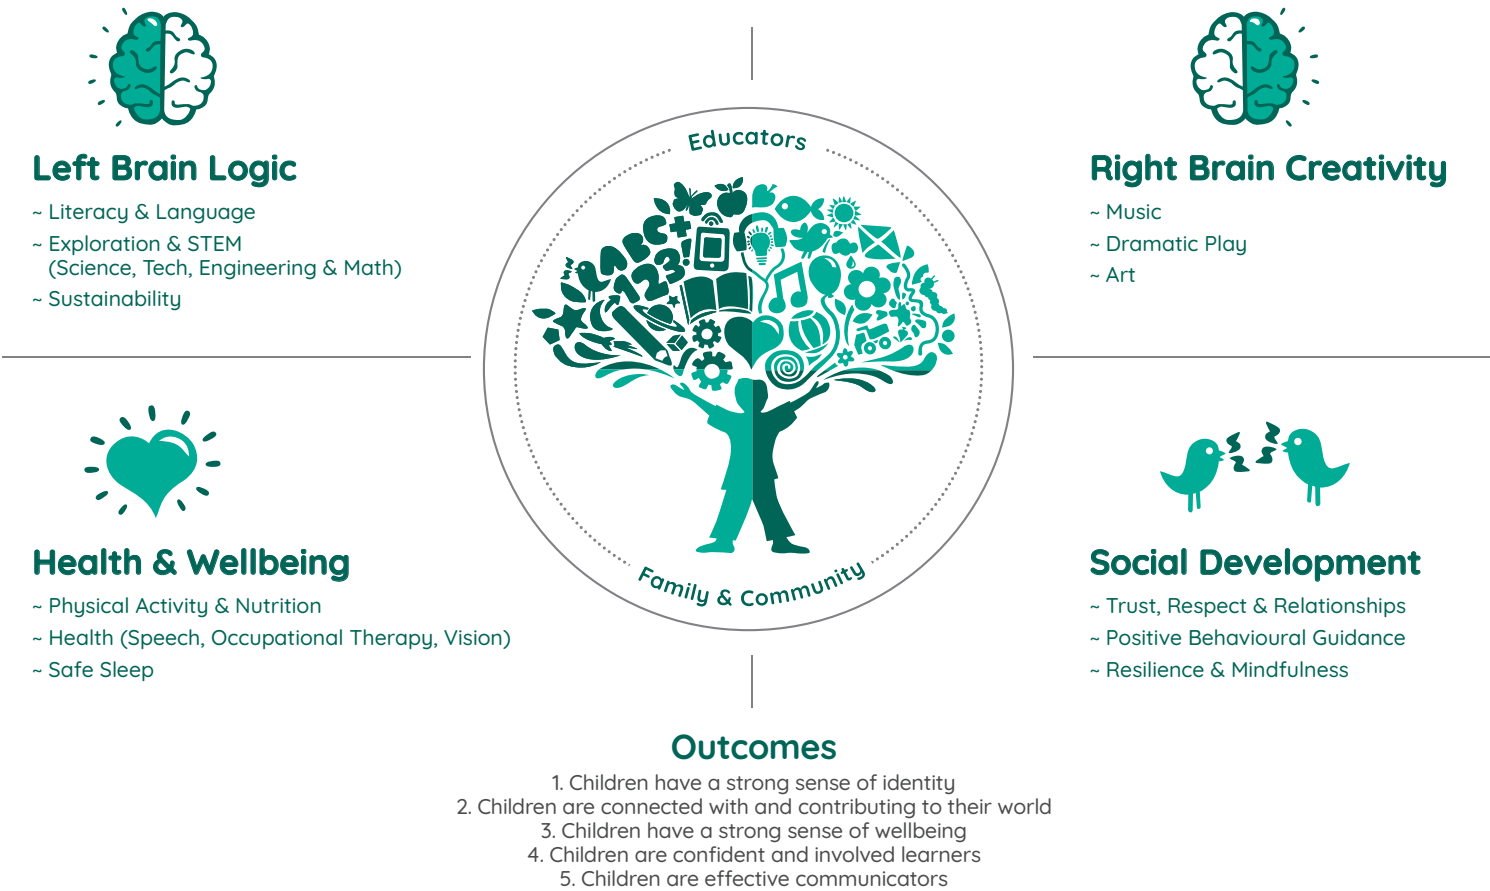 Left Brain Logic
~ Literacy & Language
~ Exploration & STEM
(Science, Tech, Engineering & Math)
~ Sustainability
Educators
ABC
123!
Family & Community
Right Brain Creativity
~ Music
~ Dramatic Play
~ Art
Health & Wellbeing
~ Physical Activity & Nutrition
~ Health (Speech, Occupational Therapy, Vision)
~ Safe Sleep
Social Development
~ Trust, Respect & Relationships
~ Positive Behavioural Guidance
~ Resilience & Mindfulness
Outcomes
1. Children have a strong sense of identity
2. Children are connected with and contributing to their world
3. Children have a strong sense of wellbeing
4. Children are confident and involved learners
5. Children are effective communicators